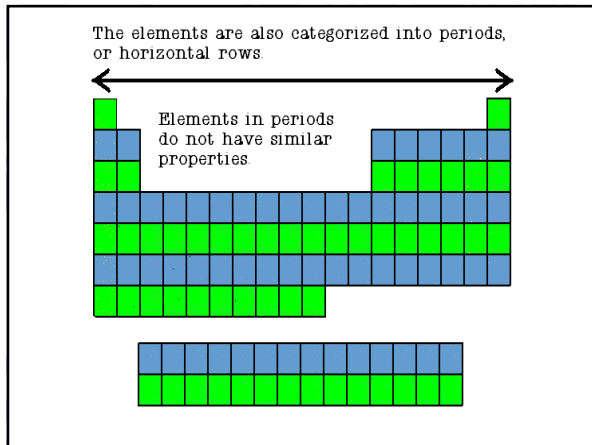 The elements are also categorized into periods,
or horizontal rows.
Elements in periods
do not have similar
properties.